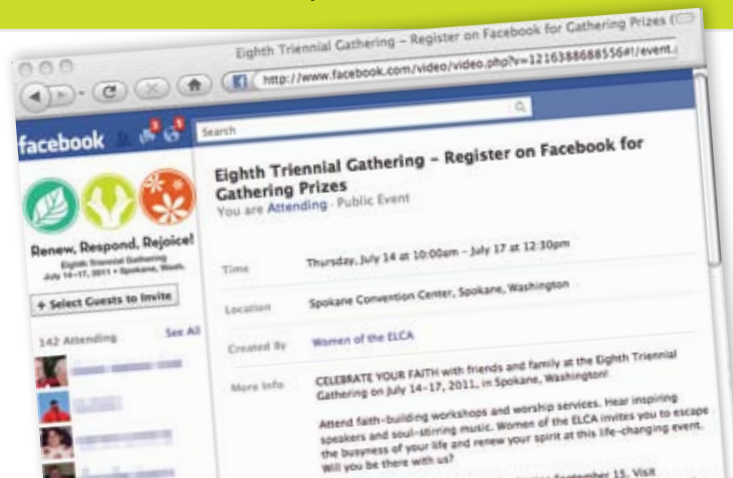 Eighth Triennial Gathering – Register on Facebook for Gathering Prizes (
http://www.facebook.com/video/video.php?v=1216388688556#!/event.
facebook
3
5
Search
Renew, Respond, Rejoice!
Eighth Triennial Gathering
July 14–17, 2011 • Spokane, Wash.
+ Select Guests to Invite
142 Attending
See All
Eighth Triennial Gathering – Register on Facebook for
Gathering Prizes
You are Attending · Public Event
Time
Thursday, July 14 at 10:00am – July 17 at 12:30pm
Location
Spokane Convention Center, Spokane, Washington
Created By
Women of the ELCA
More Info
CELEBRATE YOUR FAITH with friends and family at the Eighth Triennial
Gathering on July 14–17, 2011, in Spokane, Washington!
Attend faith-building workshops and worship services. Hear inspiring
speakers and soul-stirring music. Women of the ELCA invites you to escape
the busyness of your life and renew your spirit at this life-changing event.
Will you be there with us?
September 15. Visit